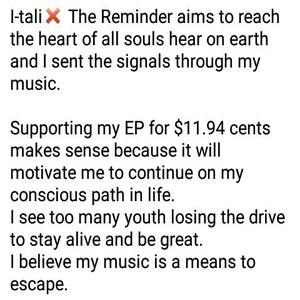 I-tali❌ The Reminder aims to reach
the heart of all souls hear on earth
and I sent the signals through my
music.
Supporting my EP for $11.94 cents
makes sense because it will
motivate me to continue on my
conscious path in life.
I see too many youth losing the drive
to stay alive and be great.
I believe my music is a means to
escape.